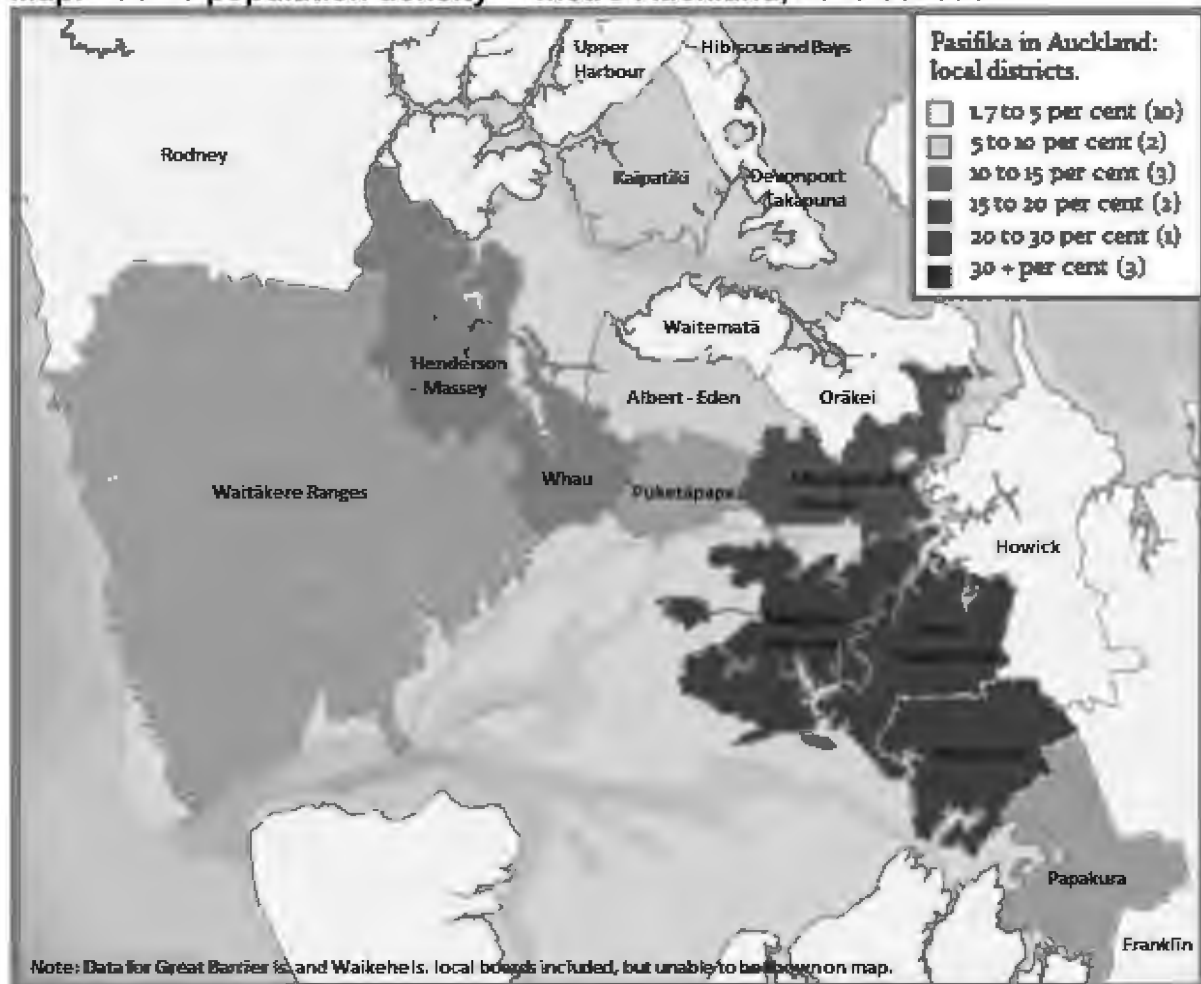 population density
Pasifika in Auckland:
local districts.
1.7 to 5 per cent (10)
5 to 10 per cent (2)
10 to 15 per cent (3)
15 to 20 per cent (2)
20 to 30 per cent (1)
30 + per cent (3)
Upper
Harbour
Hibiscus and Bays
Rodney
Kaipatiki
Devonport
Takapuna
Waitematā
Henderson
- Massey
Albert - Eden
Orākei
Waitākere Ranges
Whau
Puketāpapa
Howick
Papakura
Franklin
Note: Data for Great Barrier is. and Waikehe Is. local boards included, but unable to be shown on map.